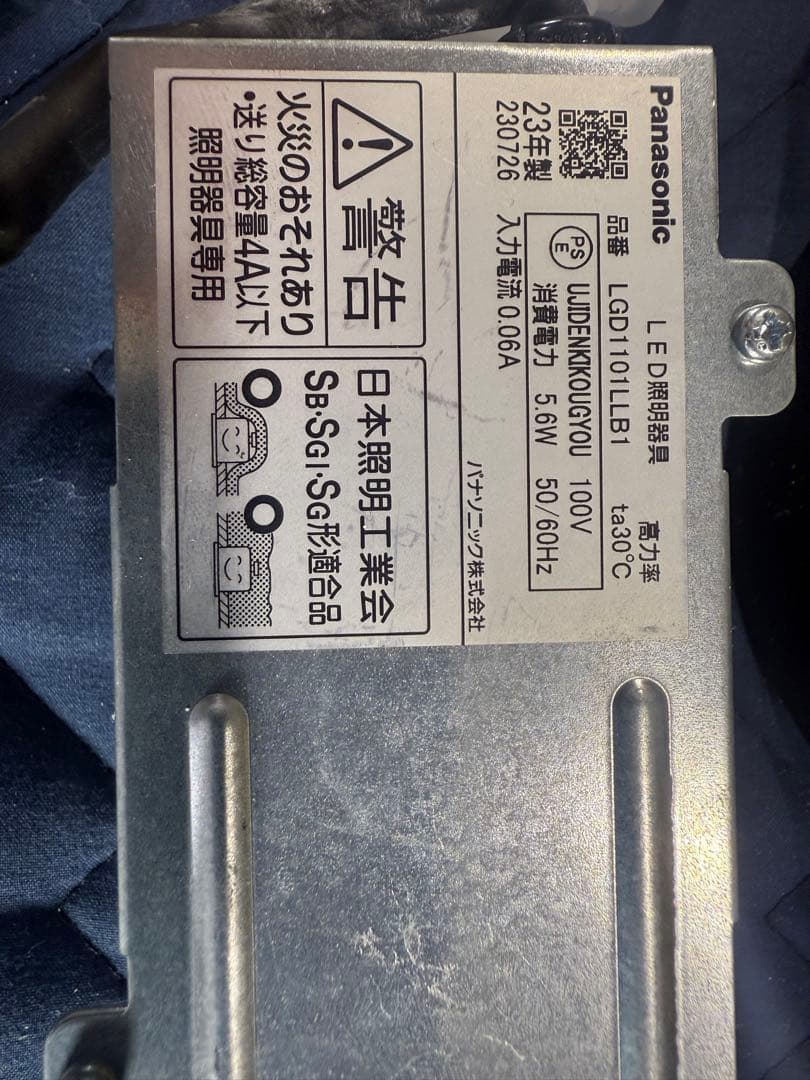 Panasonic
LED照明器具
高力率
品番 LGD1101LLB1
ta30℃
PS
E
UJIDENKIKOUGYOU 100V
消費電力 5.6W 50/60Hz
23年製
230726
入力電流 0.06A
パナソニック株式会社
警告
火災のおそれあり
・送り総容量4A以下
照明器具専用
日本照明工業会
SB・SGI・SG形適合品